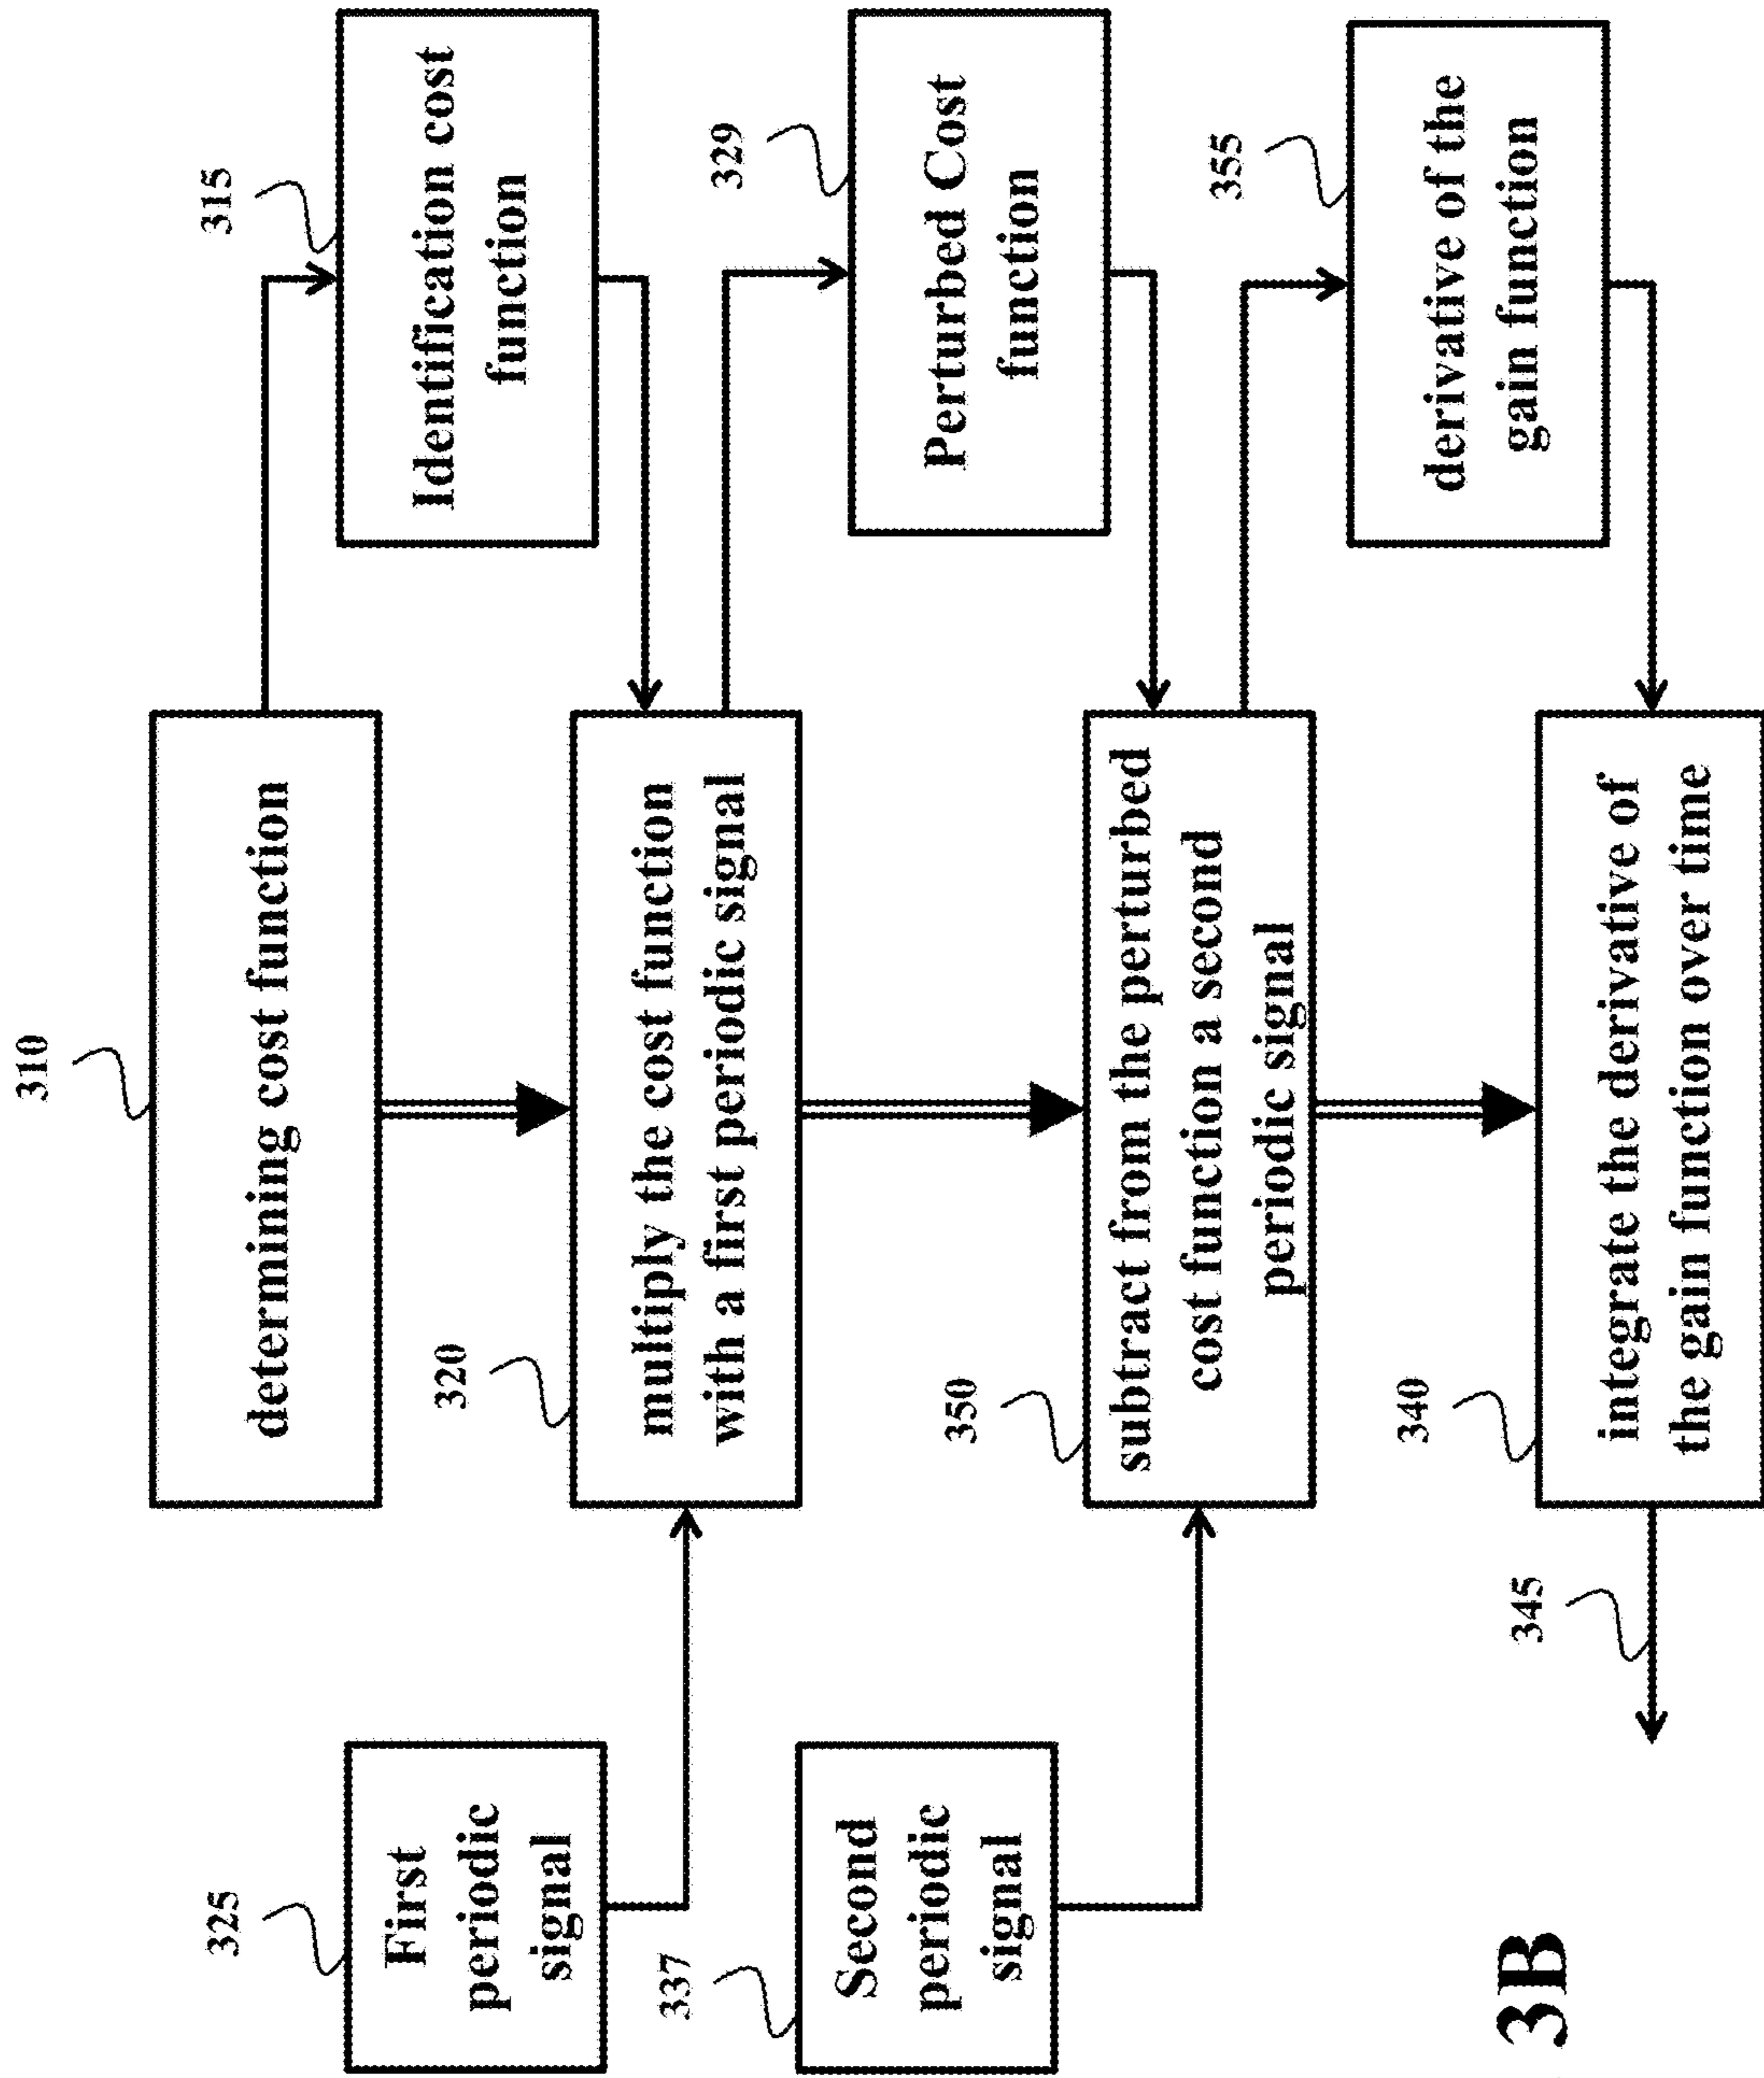 310
determining cost function
315
Identification cost
function
325
First
periodic
signal
320
multiply the cost function
with a first periodic signal
329
Perturbed Cost
function
337
Second
periodic
signal
350
subtract from the perturbed
cost function a second
periodic signal
355
derivative of the
gain function
340
integrate the derivative of
the gain function over time
345
3B